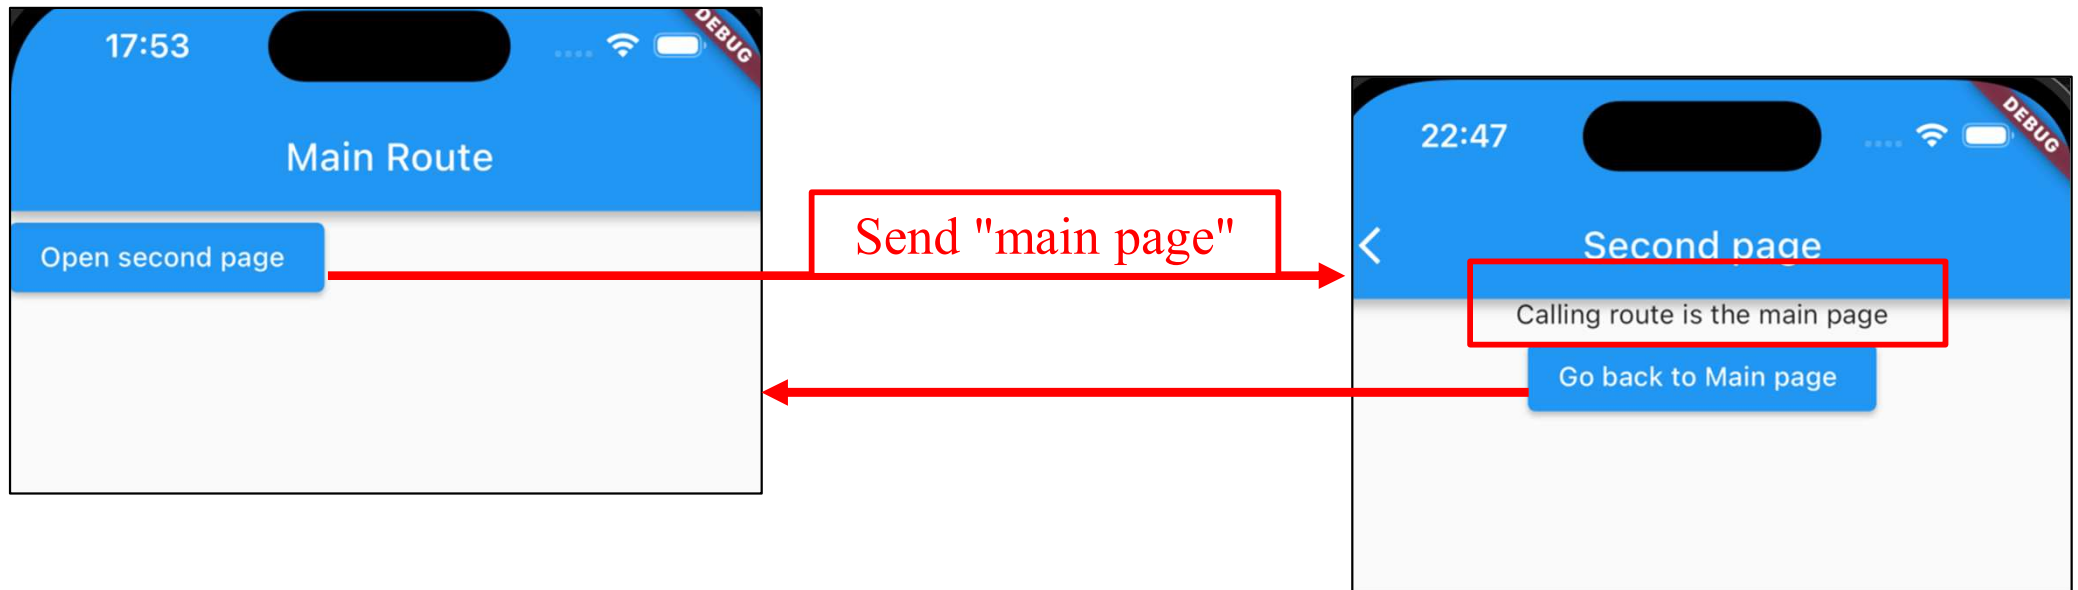 17:53
DEBUG
Main Route
Open second page
Send "main page"
22:47
DEBUG
Second page
Calling route is the main page
Go back to Main page